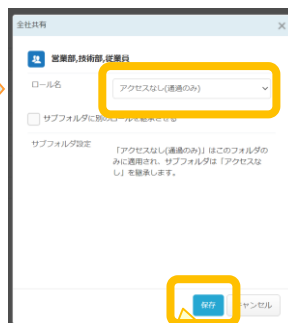 全社共有
×
営業部,技術部,従業員
ロール名
アクセスなし(通過のみ)
サブフォルダに別のロールを継承させる
サブフォルダ設定
「アクセスなし(通過のみ)」はこのフォルダの
みに適用され、サブフォルダは「アクセスな
し」を継承します。
保存
キャンセル